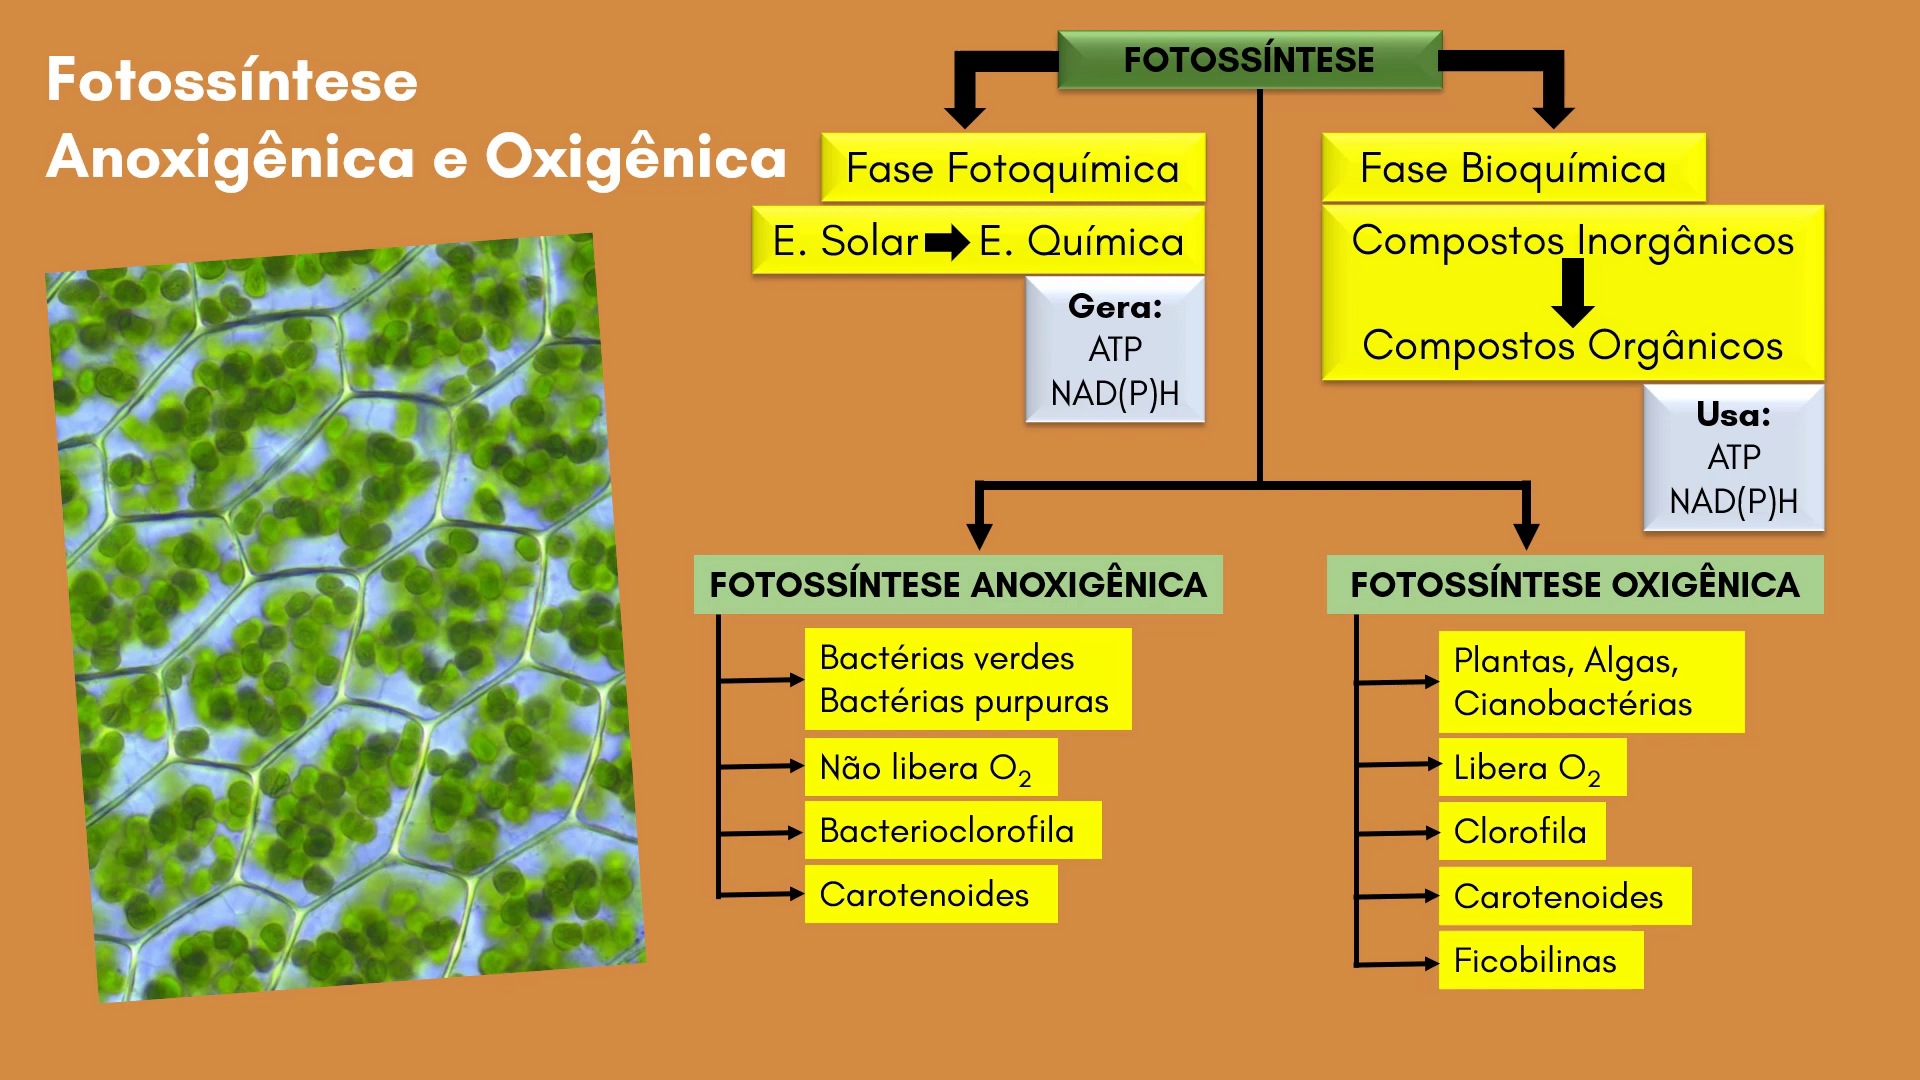 Fotossíntese
Anoxigênica e Oxigênica
FOTOSSÍNTESE
Fase Fotoquímica
E. Solar E. Química
Gera:
ATP
NAD(P)H
Fase Bioquímica
Compostos Inorgânicos
Compostos Orgânicos
Usa:
ATP
NAD(P)H
FOTOSSÍNTESE ANOXIGÊNICA
Bactérias verdes
Bactérias purpuras
Não libera O₂
Bacterioclorofila
Carotenoides
FOTOSSÍNTESE OXIGÊNICA
Plantas, Algas,
Cianobactérias
Libera O₂
Clorofila
Carotenoides
Ficobilinas